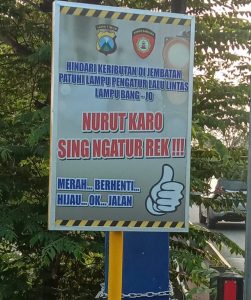 HINDARI KERIBUTAN DI JEMBATAN
PATUHI LAMPU PENGATUR LALU LINTAS
LAMPU BANG - JO
NURUT KARO
SING NGATUR REK !!!
MERAH... BERHENTI...
HIJAU... OK... JALAN